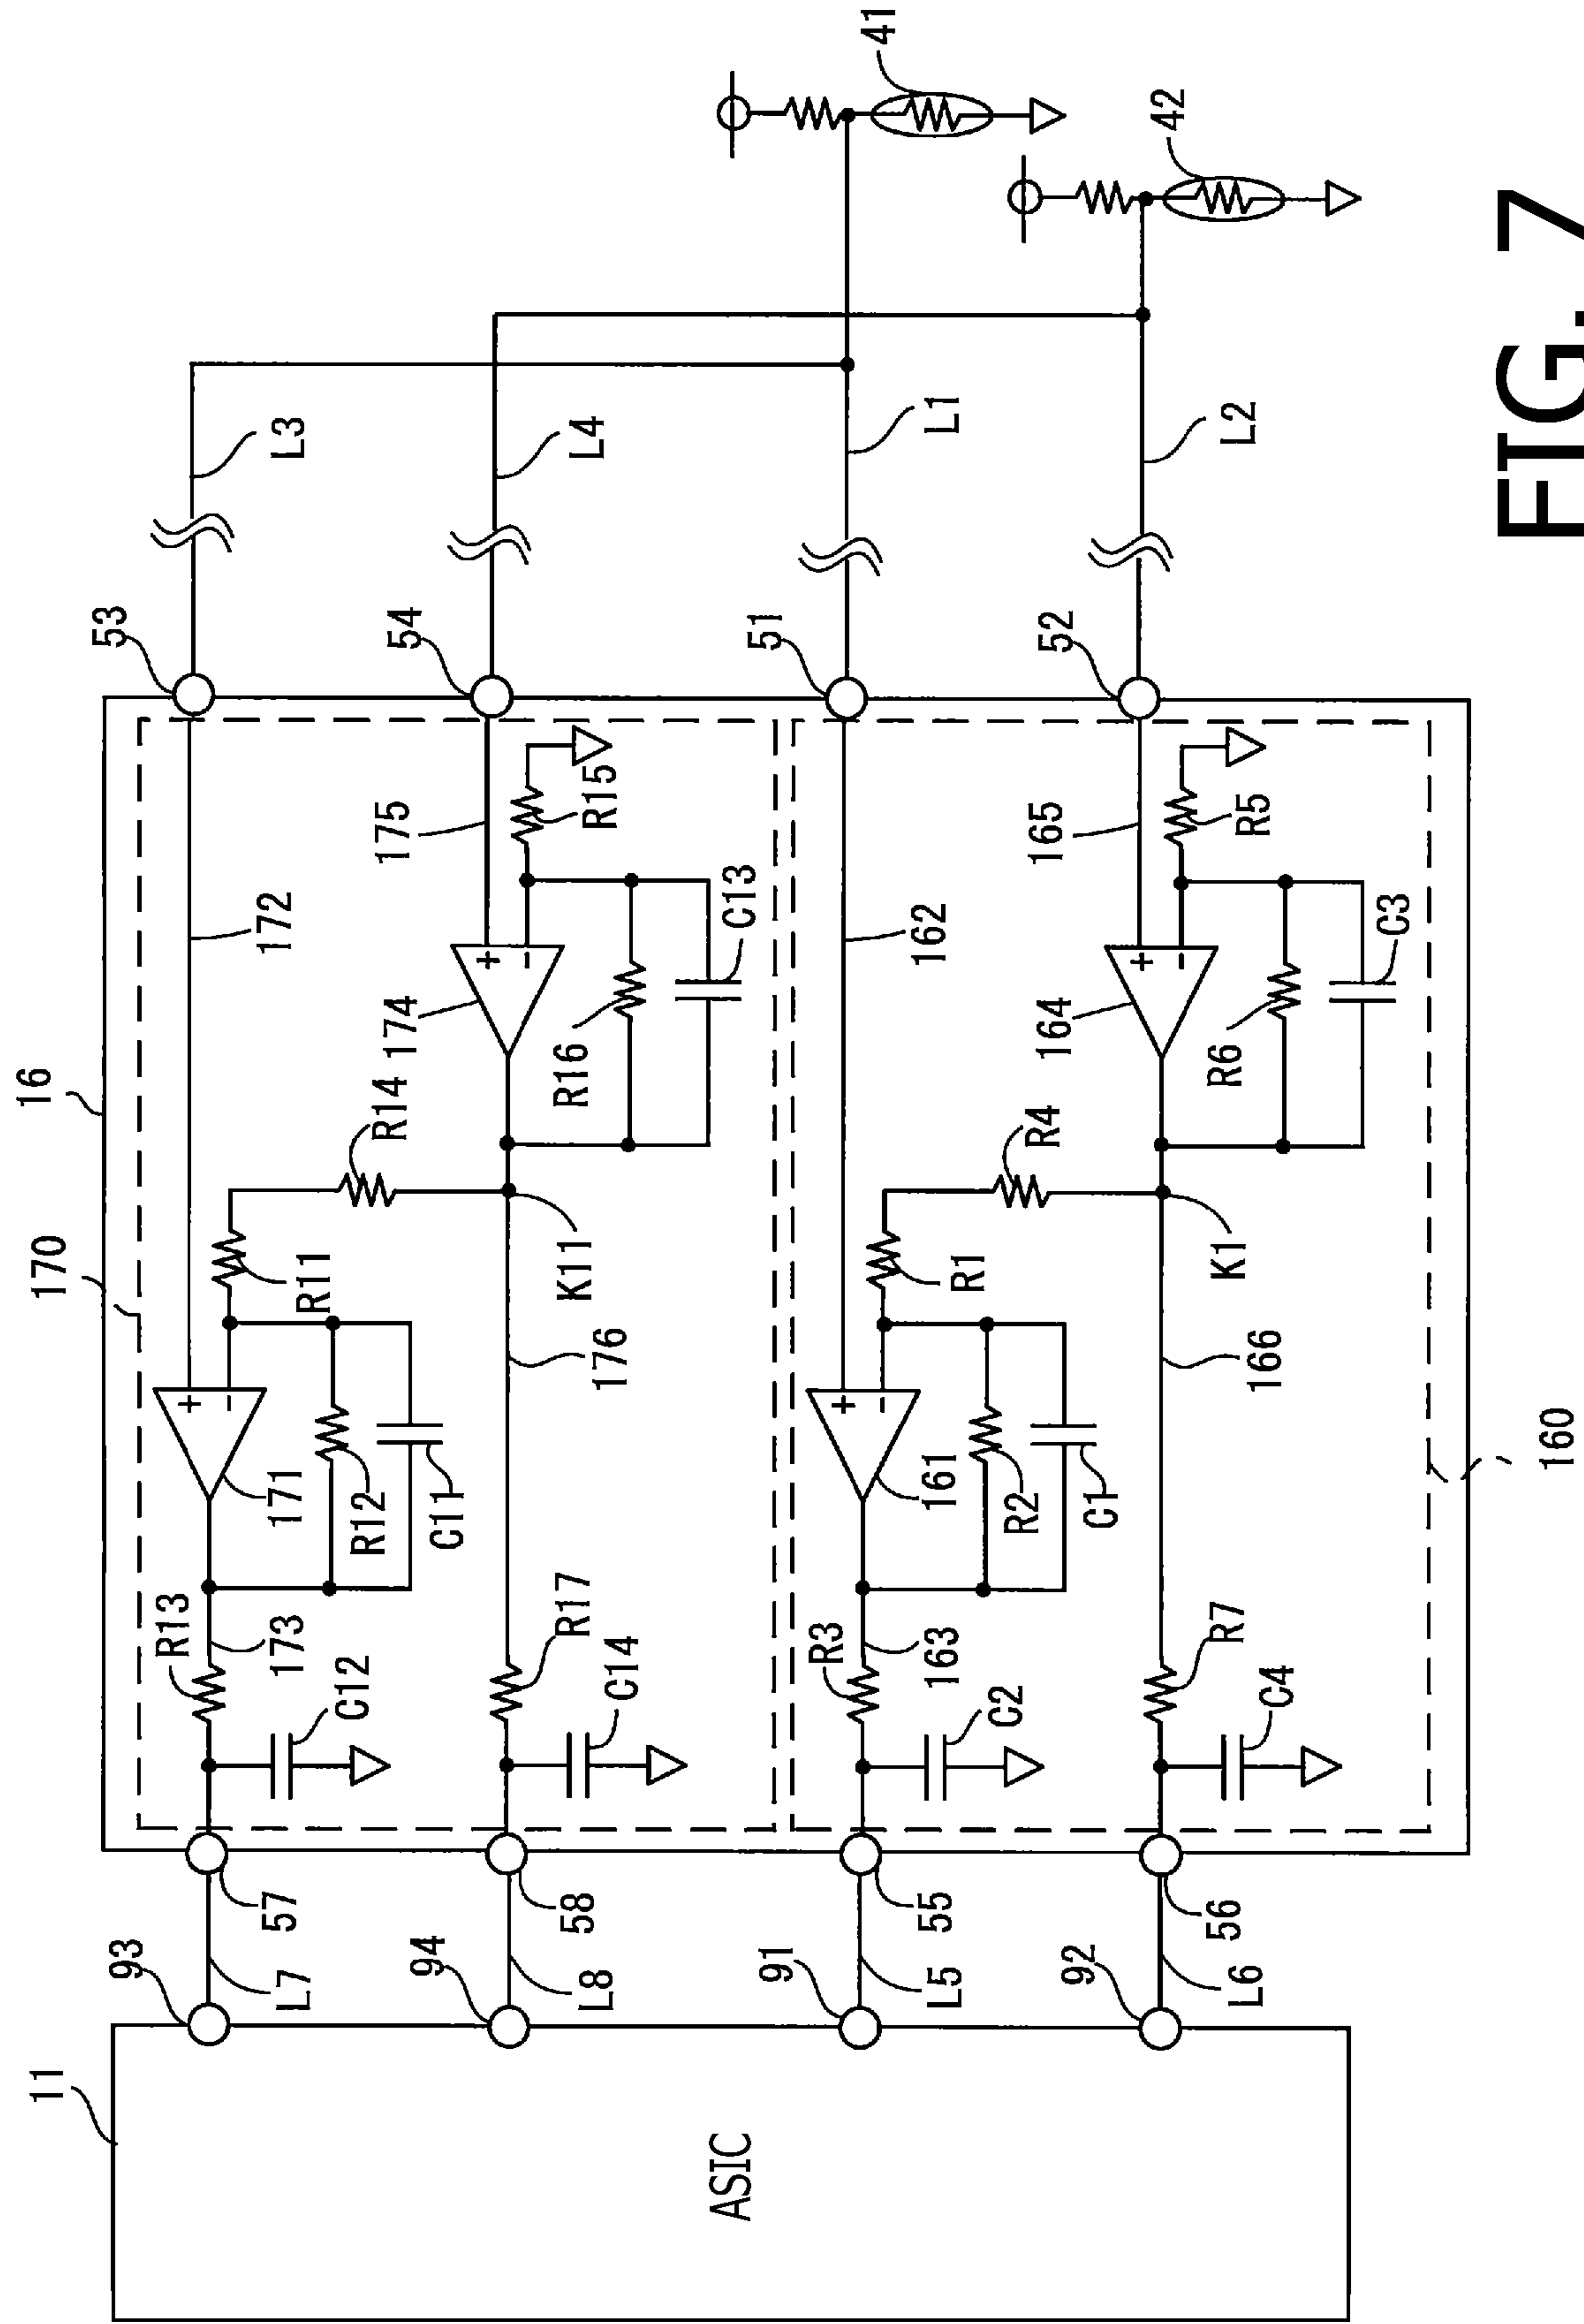 FIG. 7
11
ASIC
93
94
91
92
L7
L8
L5
L6
57
58
55
56
16
170
160
R13
173
C12
171
R12
C11
R11
R14
172
53
L3
R17
C14
176
K11
174
R16
C13
R15
175
54
L4
R3
163
C2
161
R2
C1
R1
R4
162
51
L1
41
R7
C4
166
K1
164
R6
C3
R5
165
52
L2
42
+
−
+
−
+
−
+
−